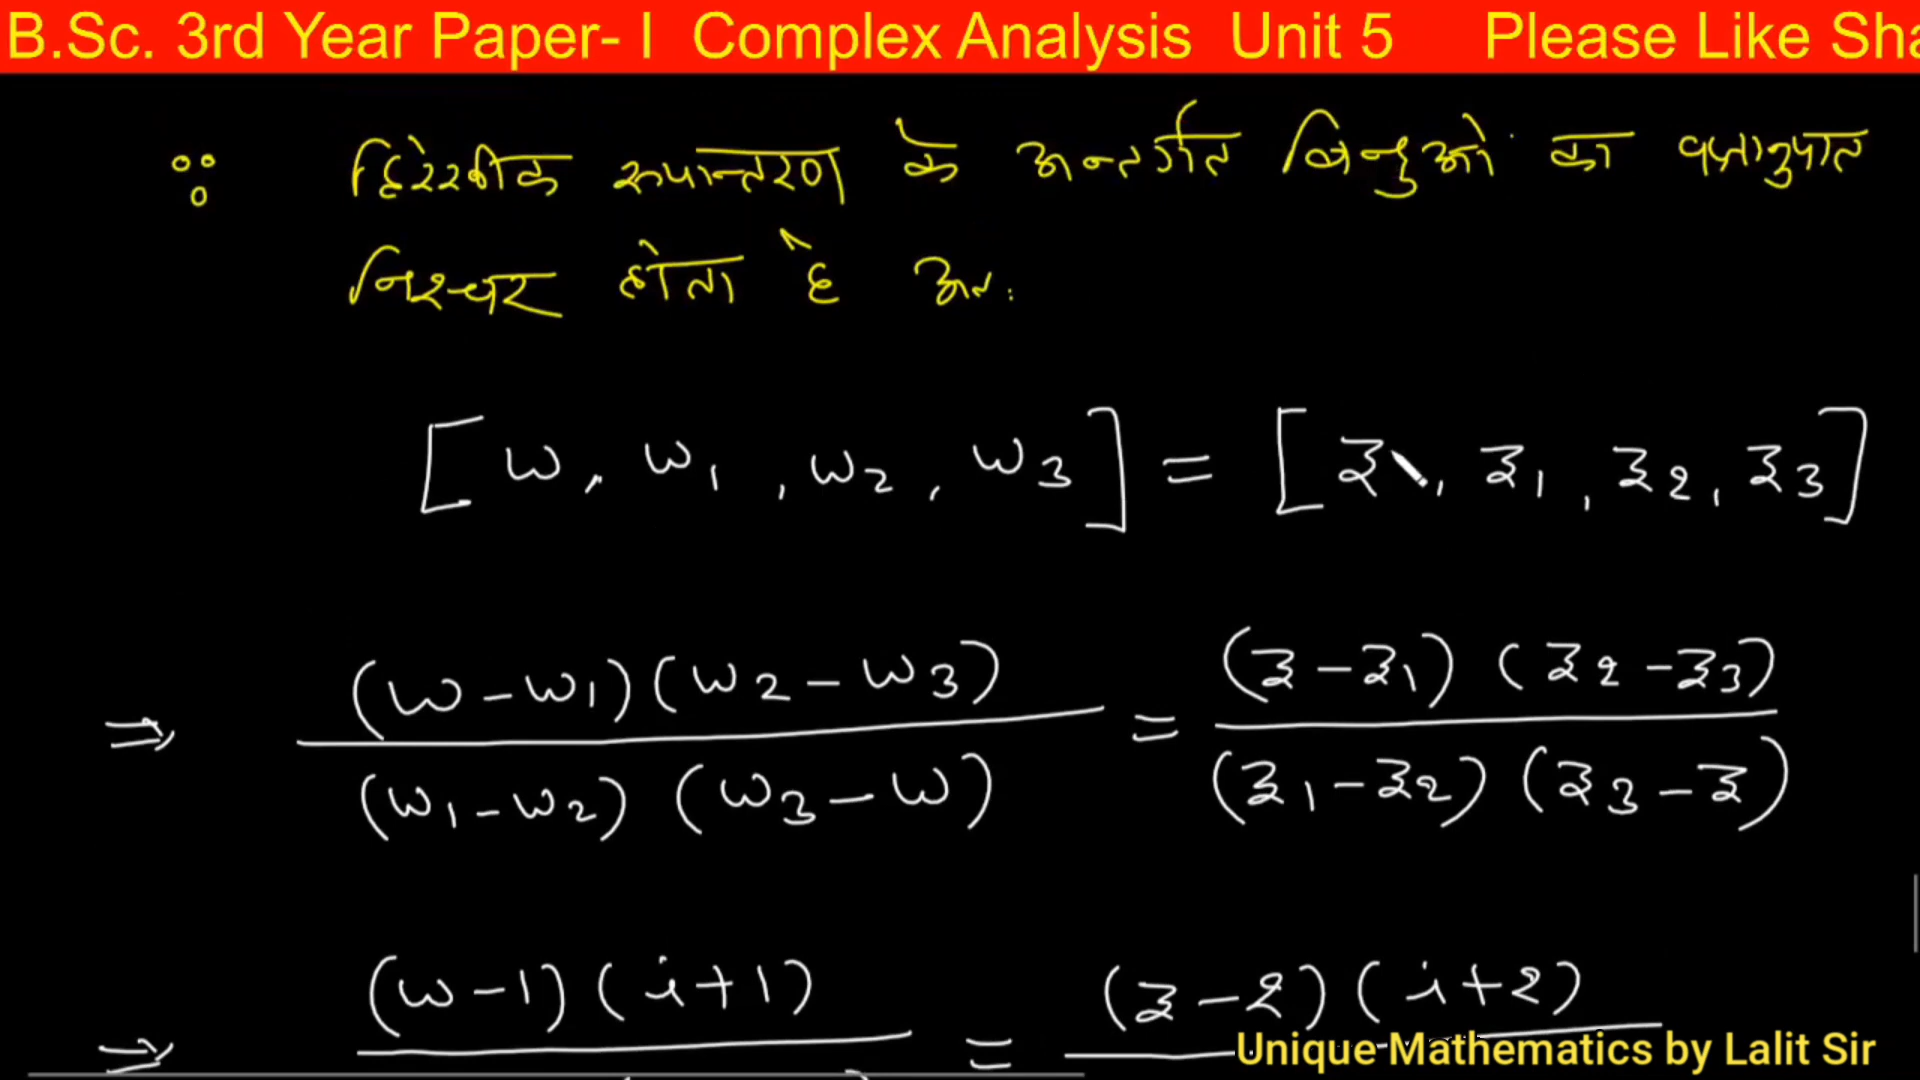 B.Sc. 3rd Year Paper- I Complex Analysis Unit 5 Please Like Sha
∵ द्विरेखीक रूपान्तरण के अन्तर्गत बिन्दुओ का वज्रानुपात
निश्चर होता है अत:
[w, w1, w2, w3] = [z, z1, z2, z3]
⇒ (w-w1)(w2-w3) / (w1-w2)(w3-w) = (z-z1)(z2-z3) / (z1-z2)(z3-z)
⇒ (w-1)(i+1) = (z-2)(i+2)
Unique Mathematics by Lalit Sir